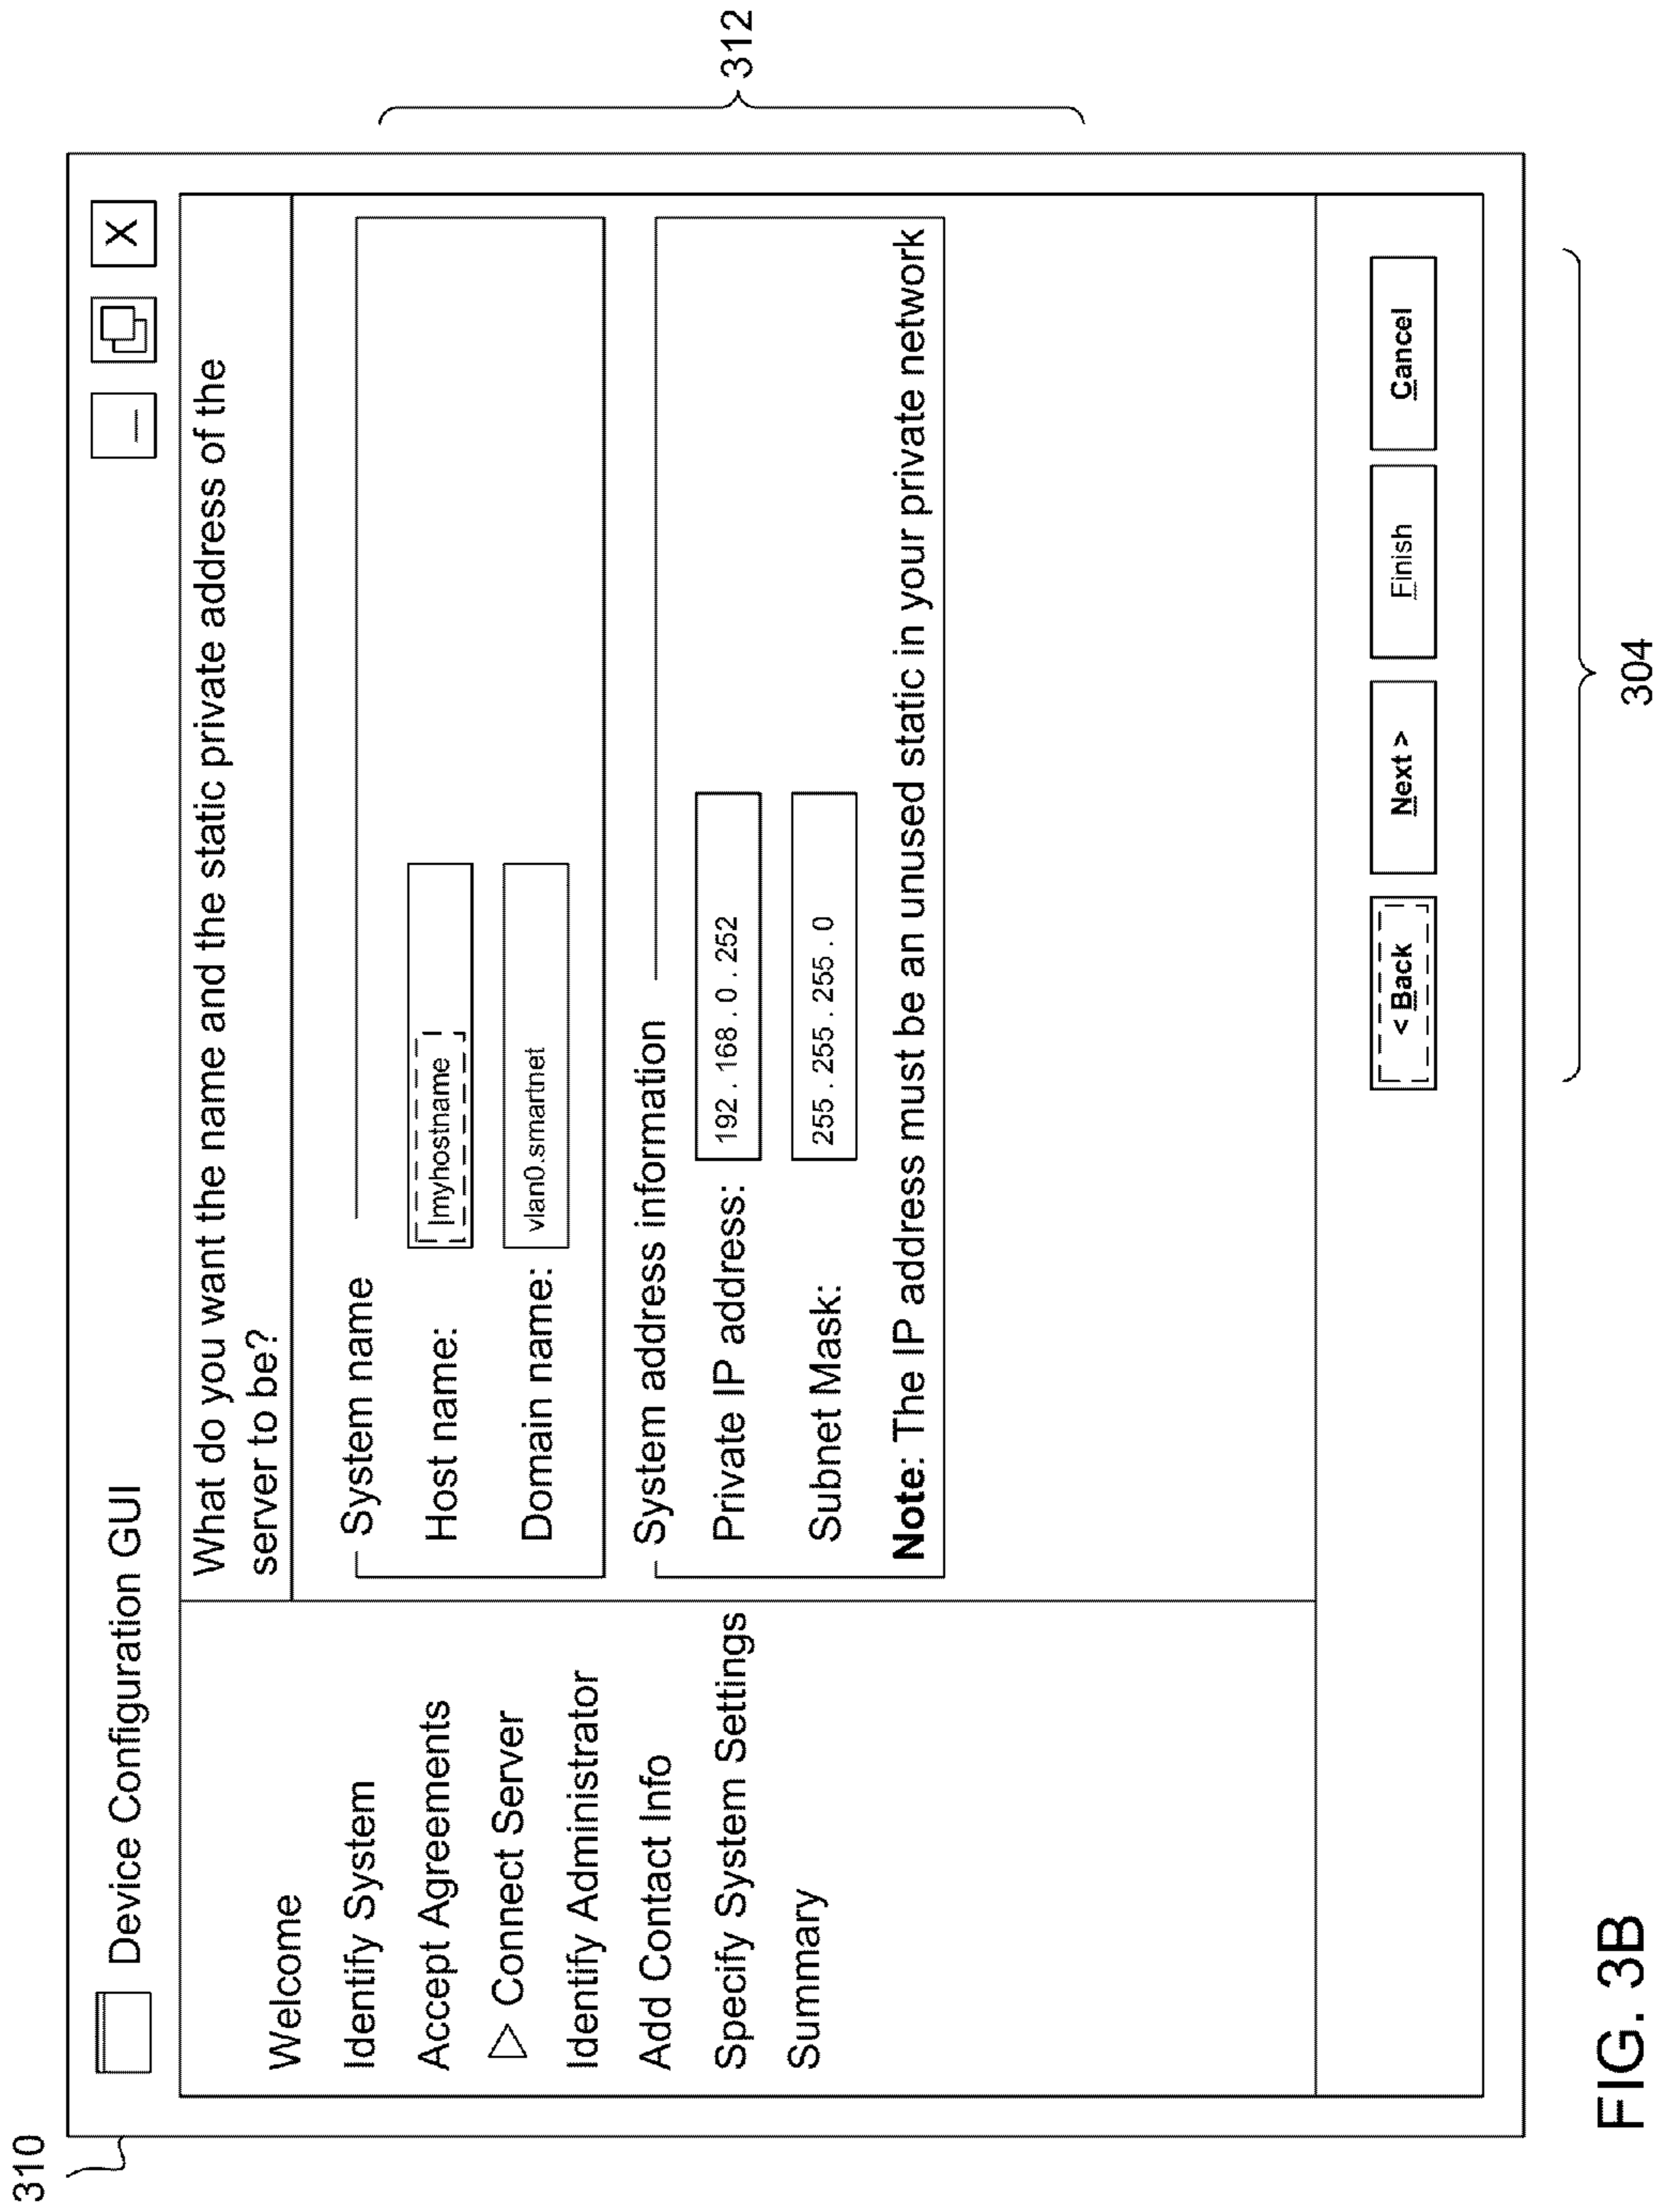 310
Device Configuration GUI
X
What do you want the name and the static private address of the
server to be?
Welcome
Identify System
Accept Agreements
Connect Server
Identify Administrator
Add Contact Info
Specify System Settings
Summary
System name
Host name: myhostname
Domain name: vlan0.smartnet
System address information
Private IP address: 192 . 168 . 0 . 252
Subnet Mask: 255 . 255 . 255 . 0
Note: The IP address must be an unused static in your private network
312
< Back Next > Finish Cancel
304
FIG. 3B